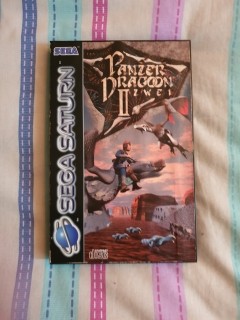 SEGA
SEGA SATURN
PANZER
DRAGOON
II ZWEI